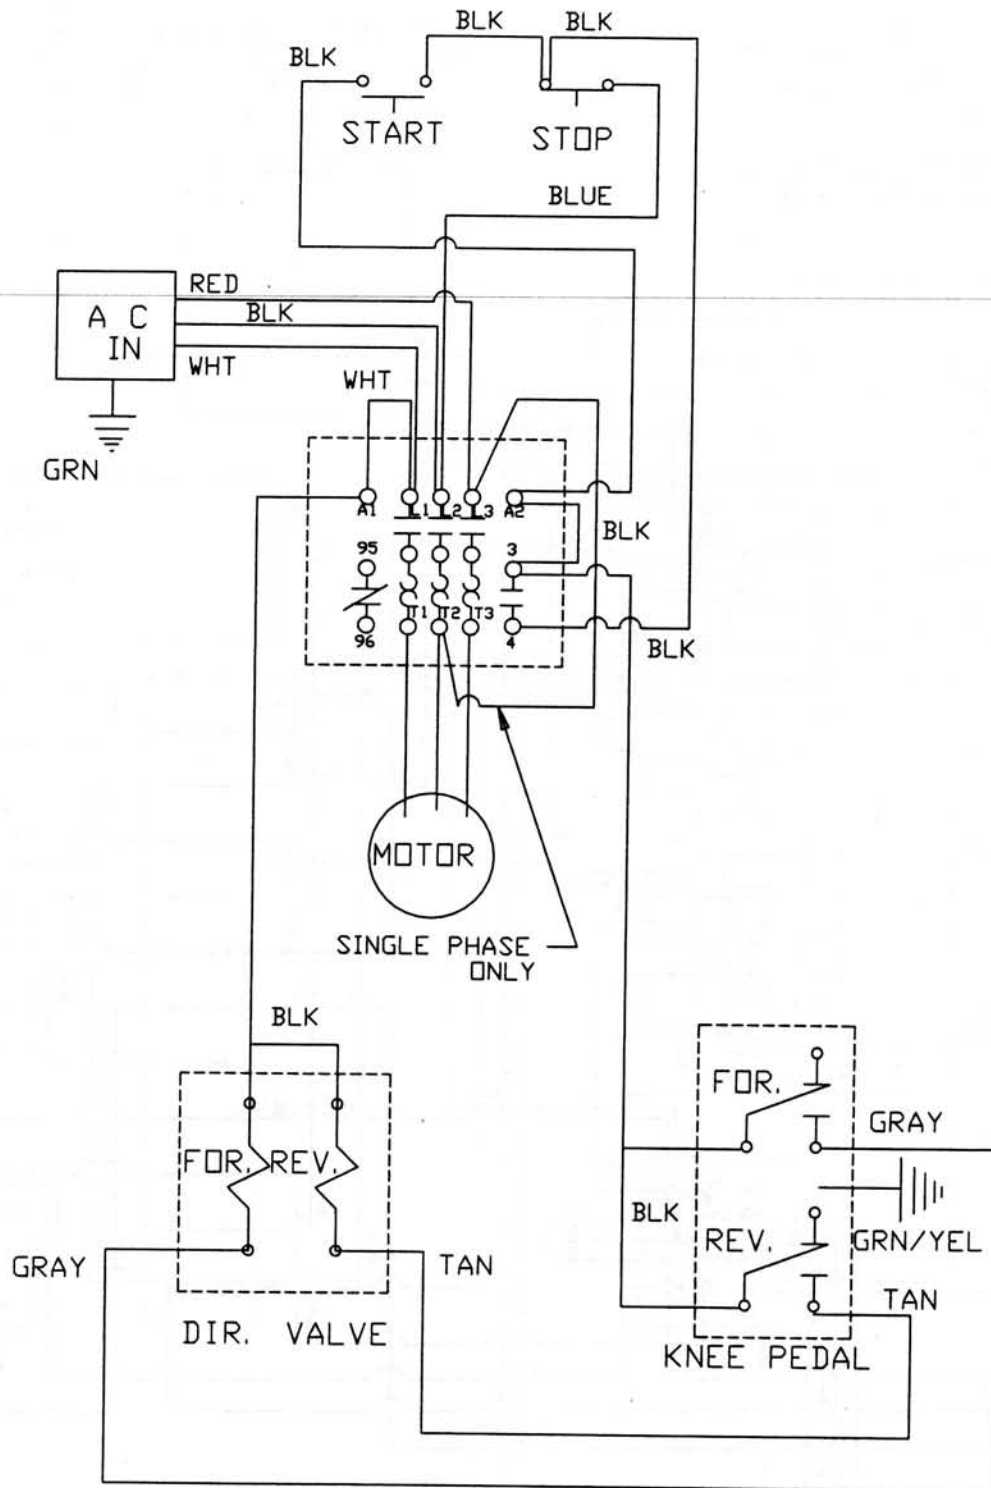 BLK
BLK
BLK
START
STOP
BLUE
RED
A C
IN
BLK
WHT
WHT
GRN
A1
L1
L2
L3
A2
BLK
95
3
T1
T2
T3
96
4
BLK
MOTOR
SINGLE PHASE
ONLY
BLK
FOR.
GRAY
FOR.
REV.
BLK
REV.
GRN/YEL
GRAY
TAN
TAN
DIR. VALVE
KNEE PEDAL